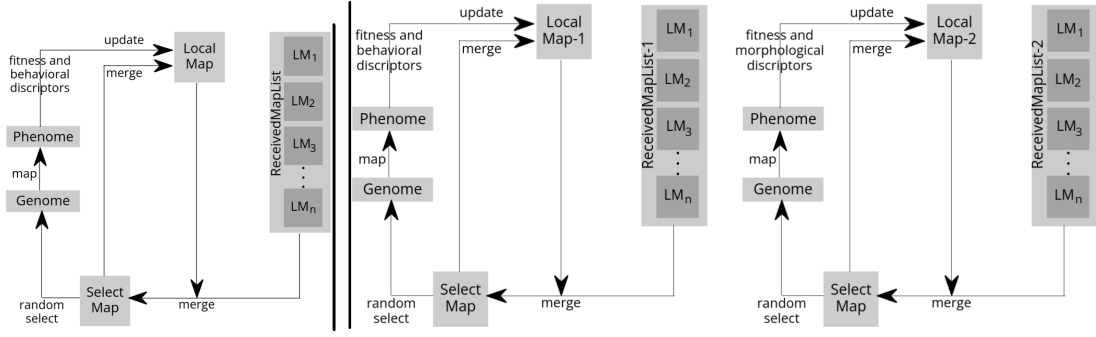 update
Local
Map
merge
fitness and
behavioral
discriptors
Phenome
map
Genome
Select
Map
random
select
merge
ReceivedMapList
LM1
LM2
LM3
LMn
update
Local
Map-1
merge
fitness and
behavioral
discriptors
Phenome
map
Genome
Select
Map
random
select
merge
ReceivedMapList-1
LM1
LM2
LM3
LMn
update
Local
Map-2
merge
fitness and
morphological
discriptors
Phenome
map
Genome
Select
Map
random
select
merge
ReceivedMapList-2
LM1
LM2
LM3
LMn